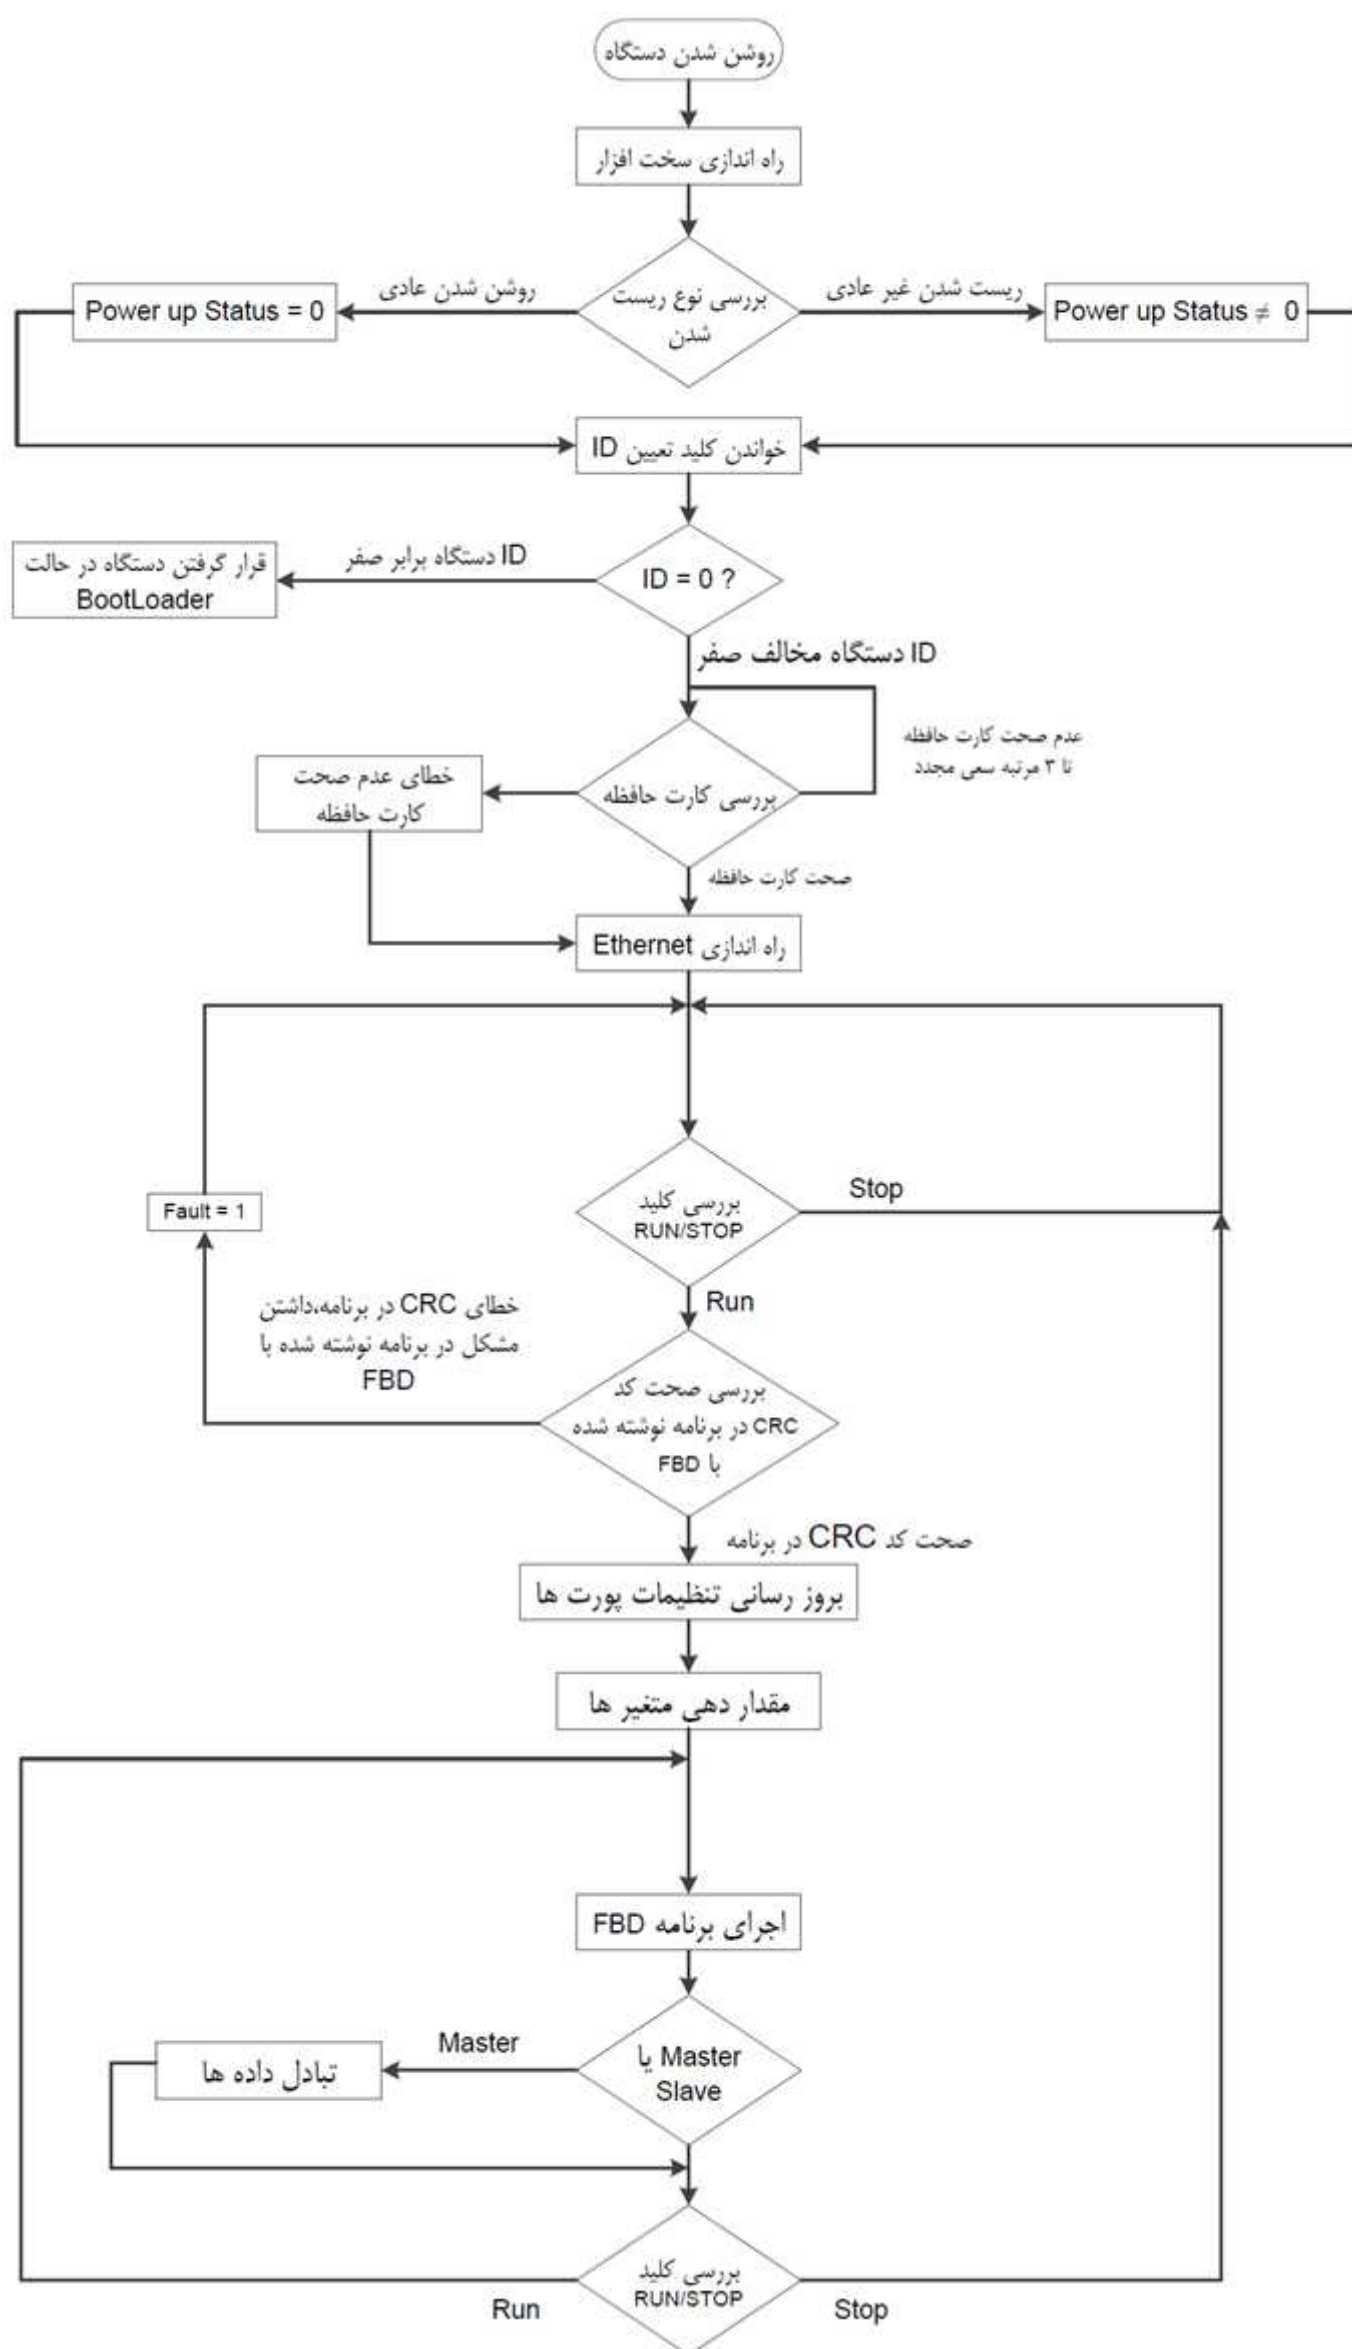 روشن شدن دستگاه
راه اندازی سخت افزار
بررسی نوع ریست
شدن
ریست شدن غیر عادی
Power up Status ≠ 0
روشن شدن عادی
Power up Status = 0
خواندن کلید تعیین ID
ID = 0 ?
ID دستگاه برابر صفر
قرار گرفتن دستگاه در حالت
BootLoader
ID دستگاه مخالف صفر
عدم صحت کارت حافظه
تا ۳ مرتبه سعی مجدد
بررسی کارت حافظه
خطای عدم صحت
کارت حافظه
صحت کارت حافظه
راه اندازی Ethernet
بررسی کلید
RUN/STOP
Stop
Fault = 1
Run
خطای CRC در برنامه،داشتن
مشکل در برنامه نوشته شده با
FBD
بررسی صحت کد
CRC در برنامه نوشته شده
با FBD
صحت کد CRC در برنامه
بروز رسانی تنظیمات پورت ها
مقدار دهی متغیر ها
اجرای برنامه FBD
Master یا
Slave
Master
تبادل داده ها
بررسی کلید
RUN/STOP
Run
Stop